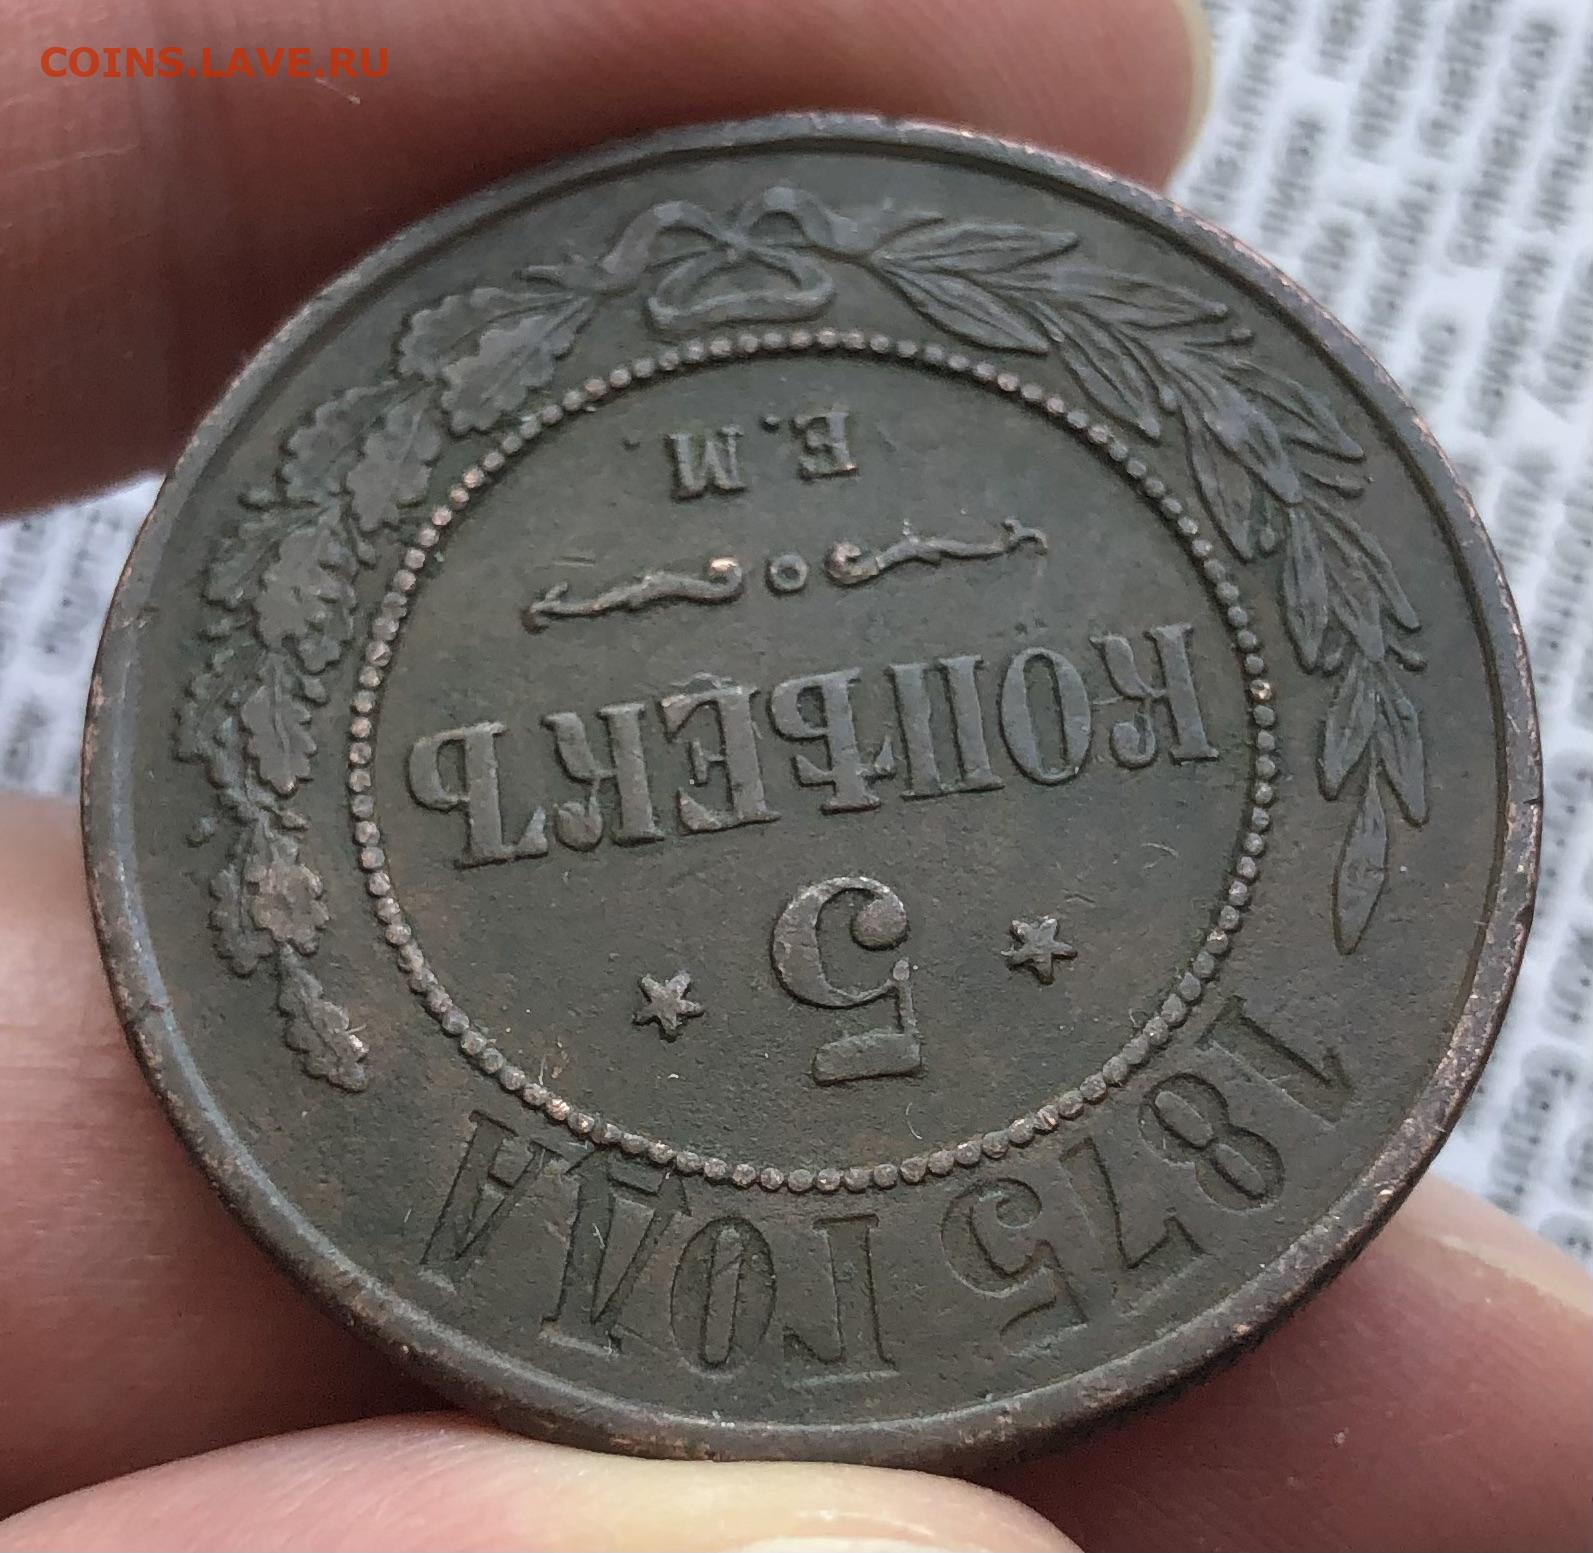 COINS.LAVE.RU
1875 ГОДА
5
КОПѢЕКЪ
Е.М.